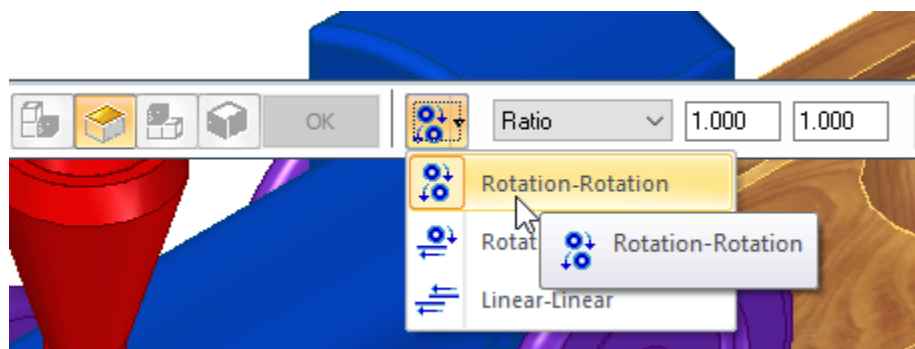 OK
Ratio
1.000
1.000
Rotation-Rotation
Rotat
Rotation-Rotation
Linear-Linear